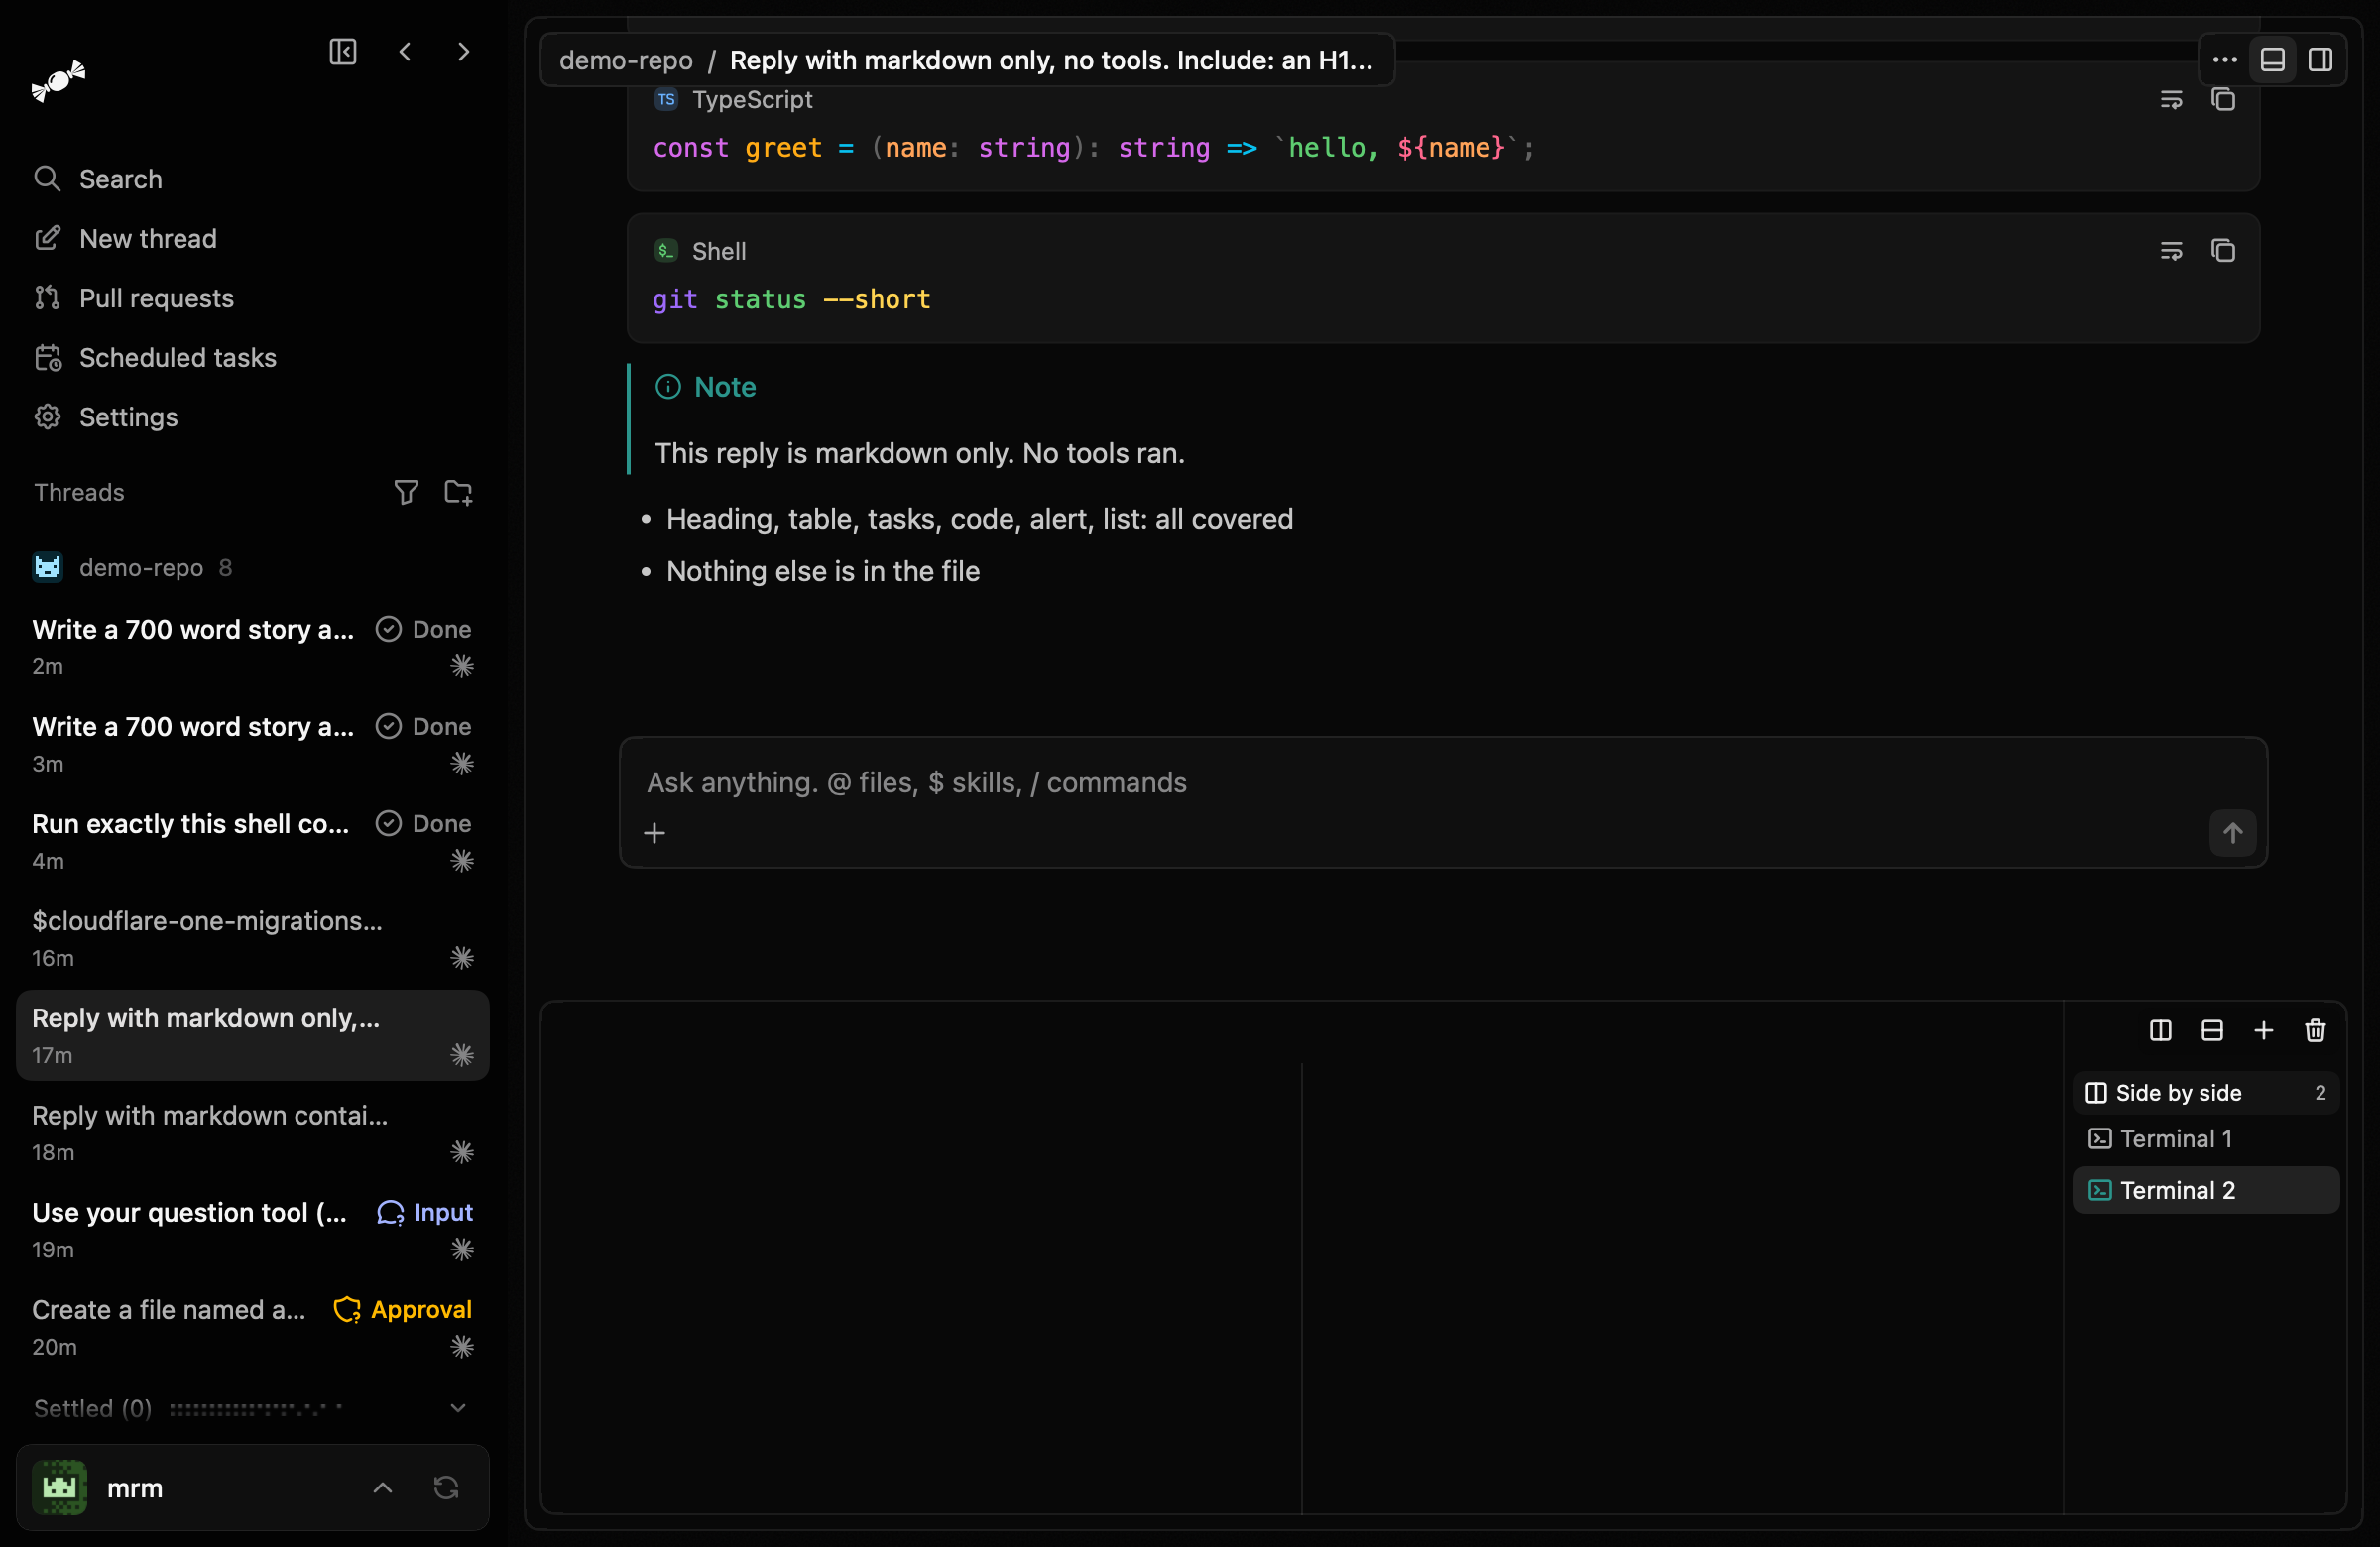 Search
New thread
Pull requests
Scheduled tasks
Settings
Threads
demo-repo 8
Write a 700 word story a... Done
2m
Write a 700 word story a... Done
3m
Run exactly this shell co... Done
4m
$cloudflare-one-migrations...
16m
Reply with markdown only,...
17m
Reply with markdown contai...
18m
Use your question tool (... Input
19m
Create a file named a... Approval
20m
Settled (0)
mrm
demo-repo / Reply with markdown only, no tools. Include: an H1...
TS TypeScript
const greet = (name: string): string => `hello, ${name}`;
$_ Shell
git status --short
Note
This reply is markdown only. No tools ran.
• Heading, table, tasks, code, alert, list: all covered
• Nothing else is in the file
Ask anything. @ files, $ skills, / commands
Side by side 2
Terminal 1
Terminal 2